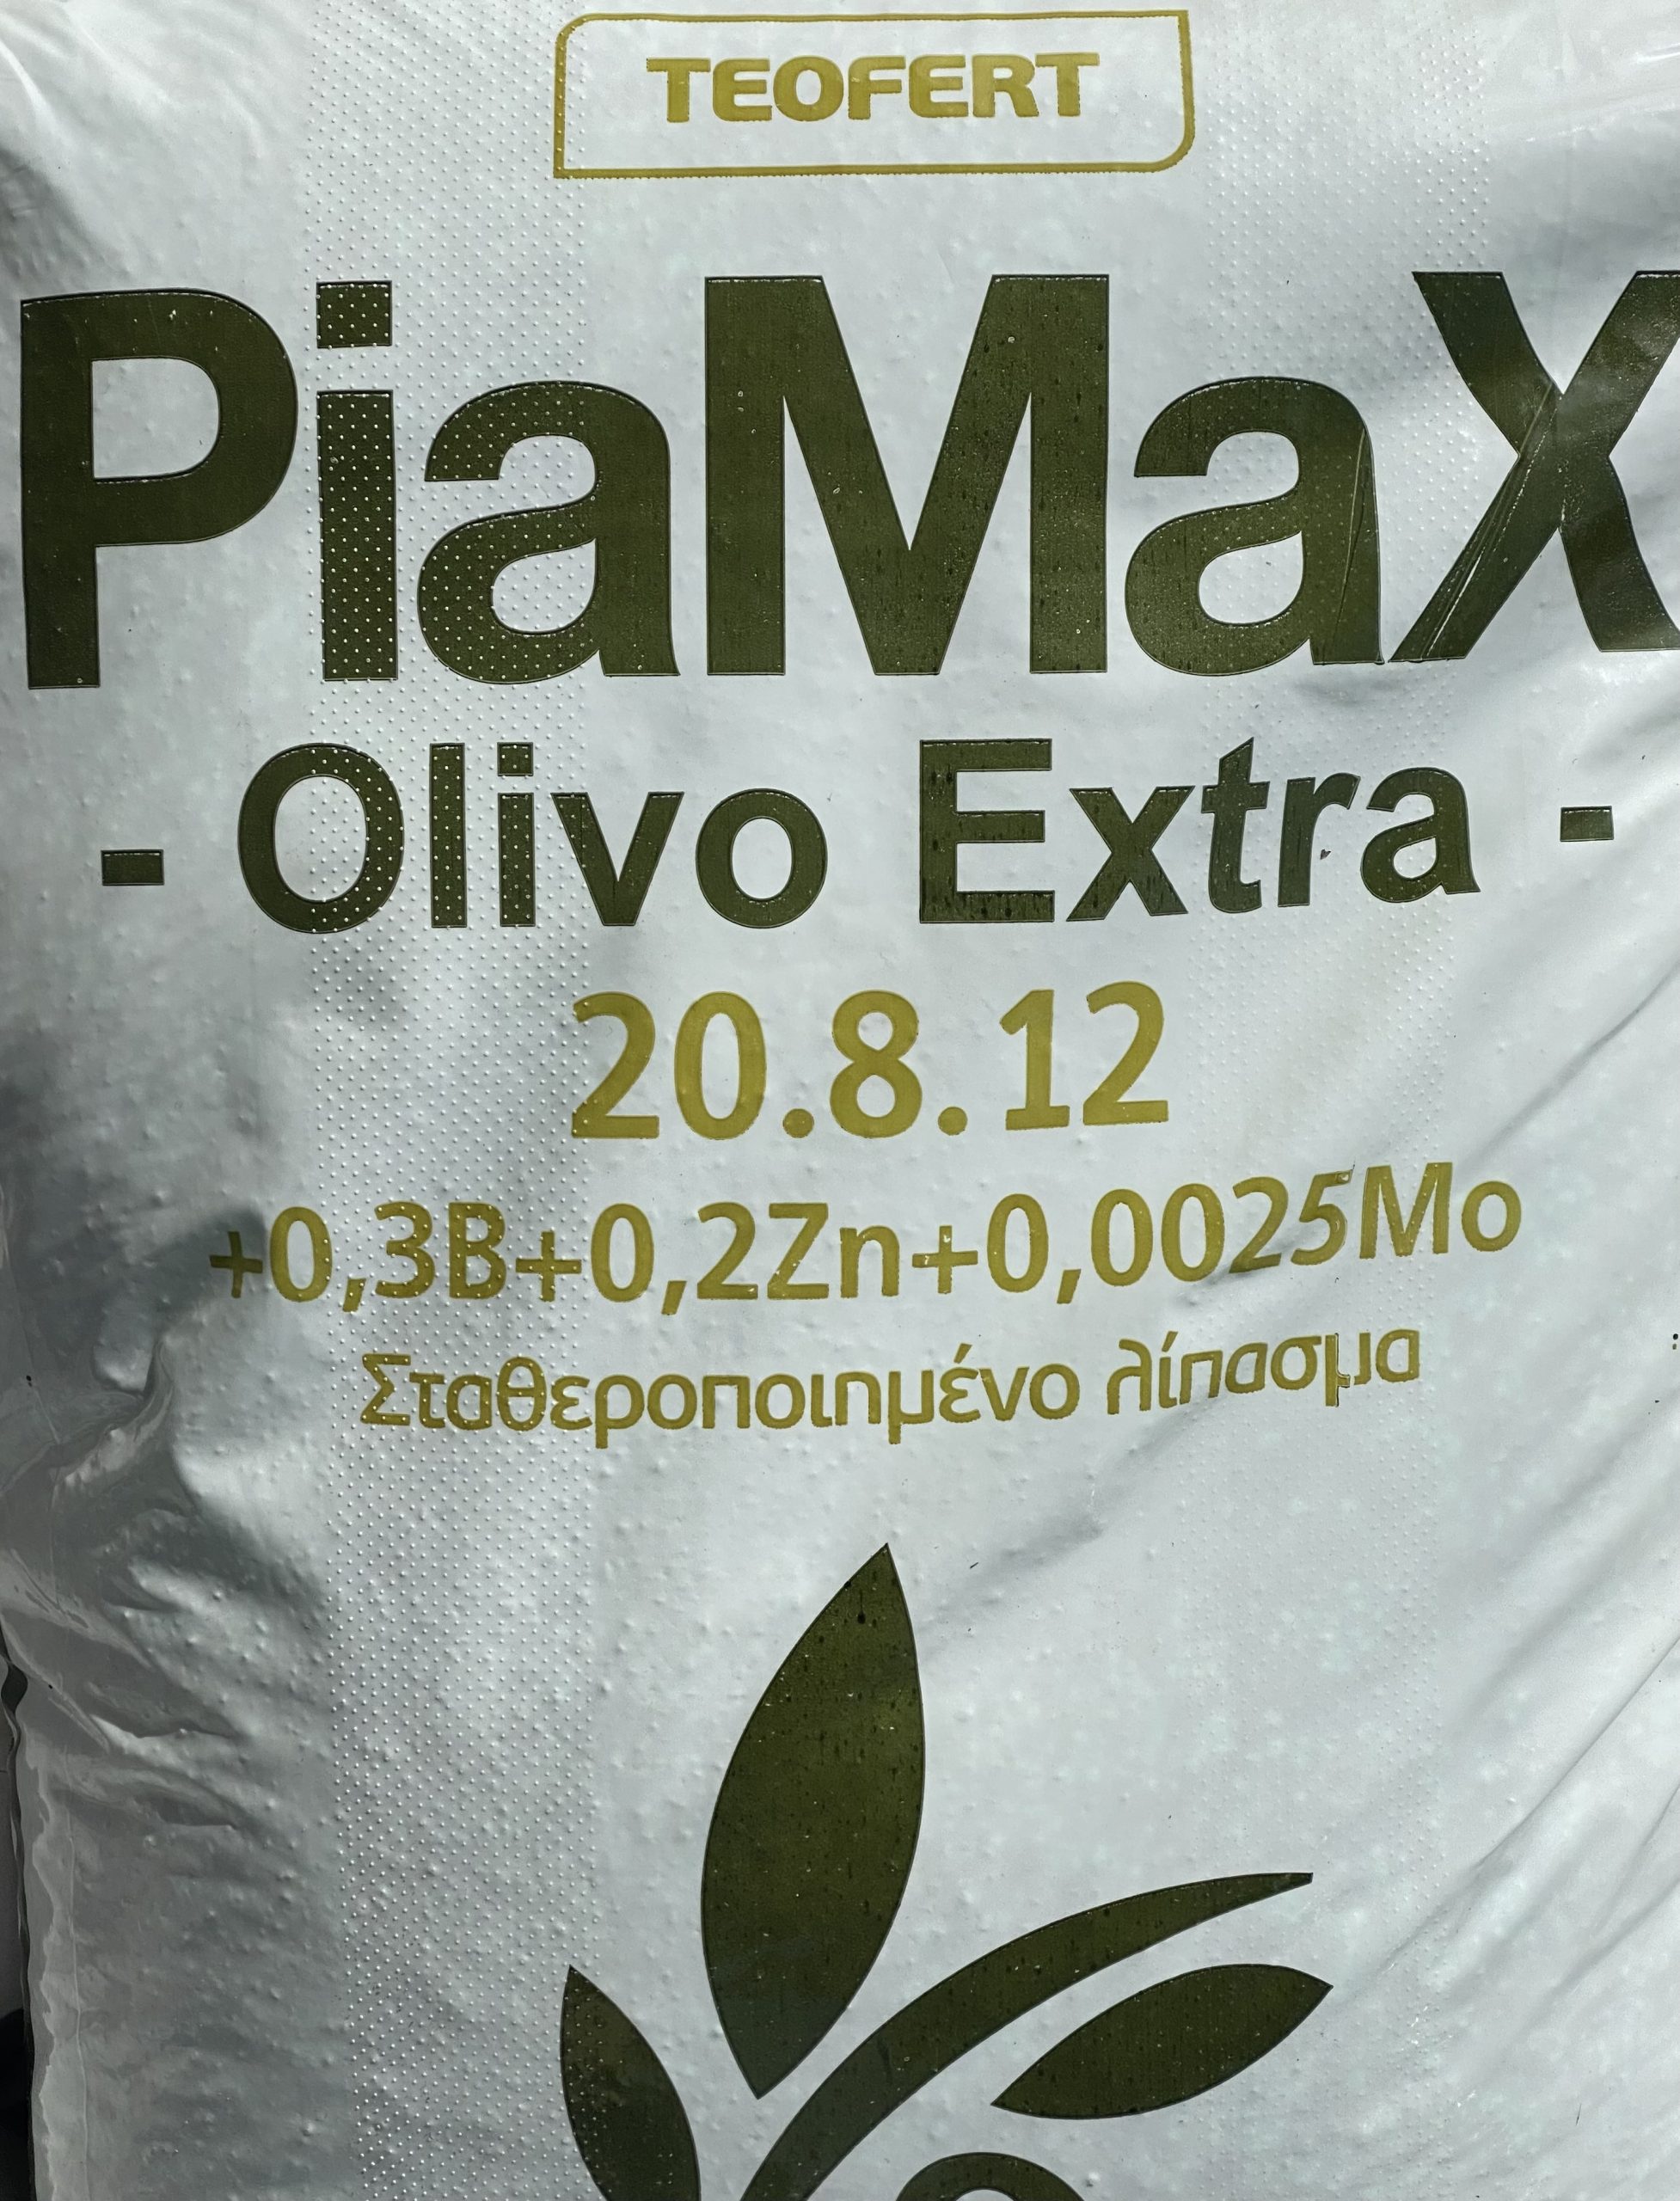 TEOFERT
PiaMaX
- Olivo Extra -
20.8.12
+0,3B+0,2Zn+0,0025Mo
Σταθεροποιημένο λίπασμα